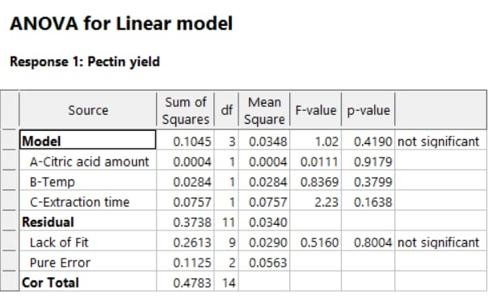 ANOVA for Linear model
Response 1: Pectin yield
Source Sum of Squares df Mean Square F-value p-value
Model 0.1045 3 0.0348 1.02 0.4190 not significant
A-Citric acid amount 0.0004 1 0.0004 0.0111 0.9179
B-Temp 0.0284 1 0.0284 0.8369 0.3799
C-Extraction time 0.0757 1 0.0757 2.23 0.1638
Residual 0.3738 11 0.0340
Lack of Fit 0.2613 9 0.0290 0.5160 0.8004 not significant
Pure Error 0.1125 2 0.0563
Cor Total 0.4783 14